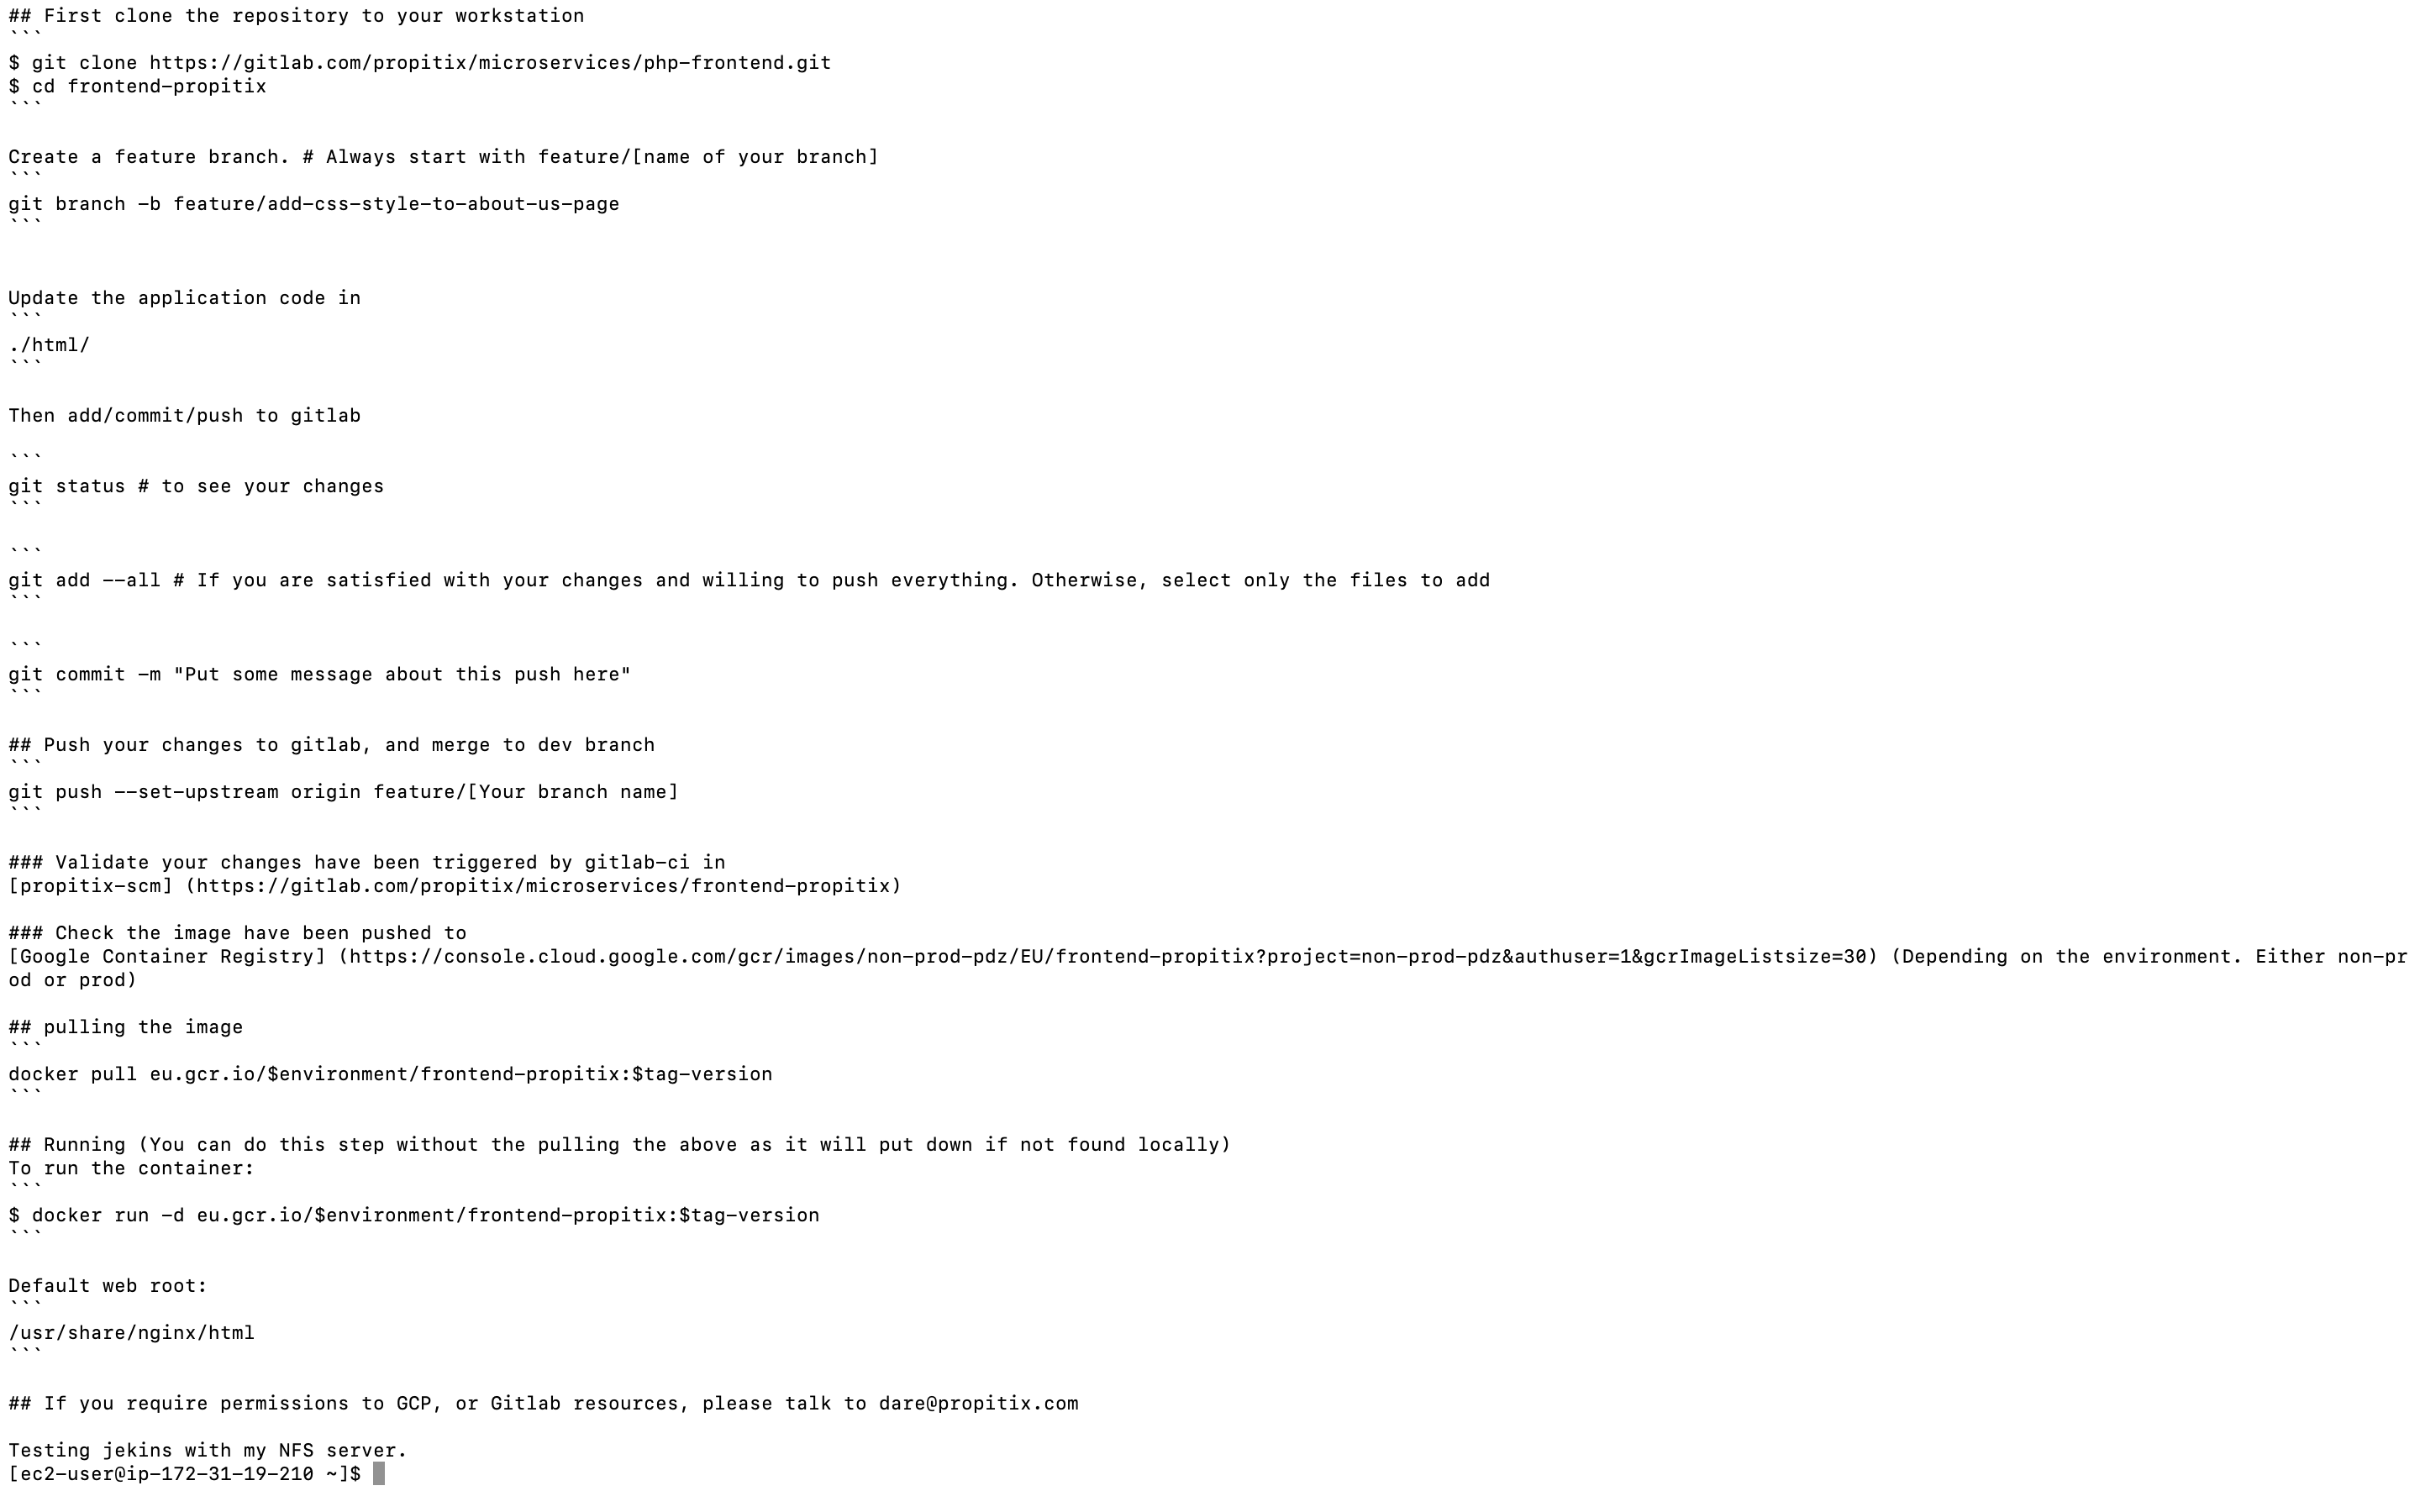 ## First clone the repository to your workstation
```
$ git clone https://gitlab.com/propitix/microservices/php-frontend.git
$ cd frontend-propitix
```
Create a feature branch. # Always start with feature/[name of your branch]
```
git branch -b feature/add-css-style-to-about-us-page
```
Update the application code in
```
./html/
```
Then add/commit/push to gitlab
```
git status # to see your changes
```
```
git add --all # If you are satisfied with your changes and willing to push everything. Otherwise, select only the files to add
```
```
git commit -m "Put some message about this push here"
```
## Push your changes to gitlab, and merge to dev branch
```
git push --set-upstream origin feature/[Your branch name]
```
### Validate your changes have been triggered by gitlab-ci in
[propitix-scm] (https://gitlab.com/propitix/microservices/frontend-propitix)
### Check the image have been pushed to
[Google Container Registry] (https://console.cloud.google.com/gcr/images/non-prod-pdz/EU/frontend-propitix?project=non-prod-pdz&authuser=1&gcrImageListsize=30) (Depending on the environment. Either non-pr
od or prod)
## pulling the image
```
docker pull eu.gcr.io/$environment/frontend-propitix:$tag-version
```
## Running (You can do this step without the pulling the above as it will put down if not found locally)
To run the container:
```
$ docker run -d eu.gcr.io/$environment/frontend-propitix:$tag-version
```
Default web root:
```
/usr/share/nginx/html
```
## If you require permissions to GCP, or Gitlab resources, please talk to dare@propitix.com
Testing jekins with my NFS server.
[ec2-user@ip-172-31-19-210 ~]$